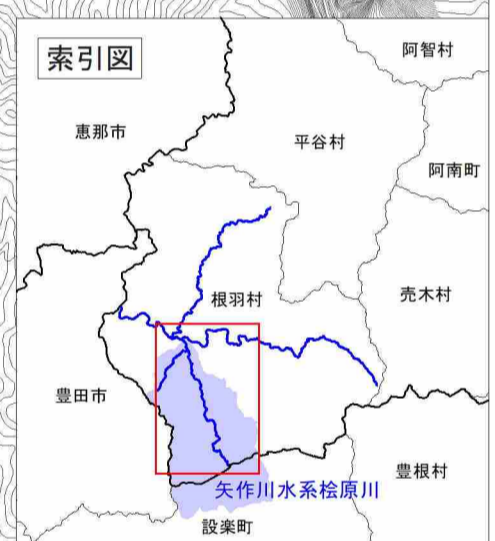 索引図
阿智村
恵那市
平谷村
阿南町
根羽村
売木村
豊田市
豊根村
矢作川水系桧原川
設楽町